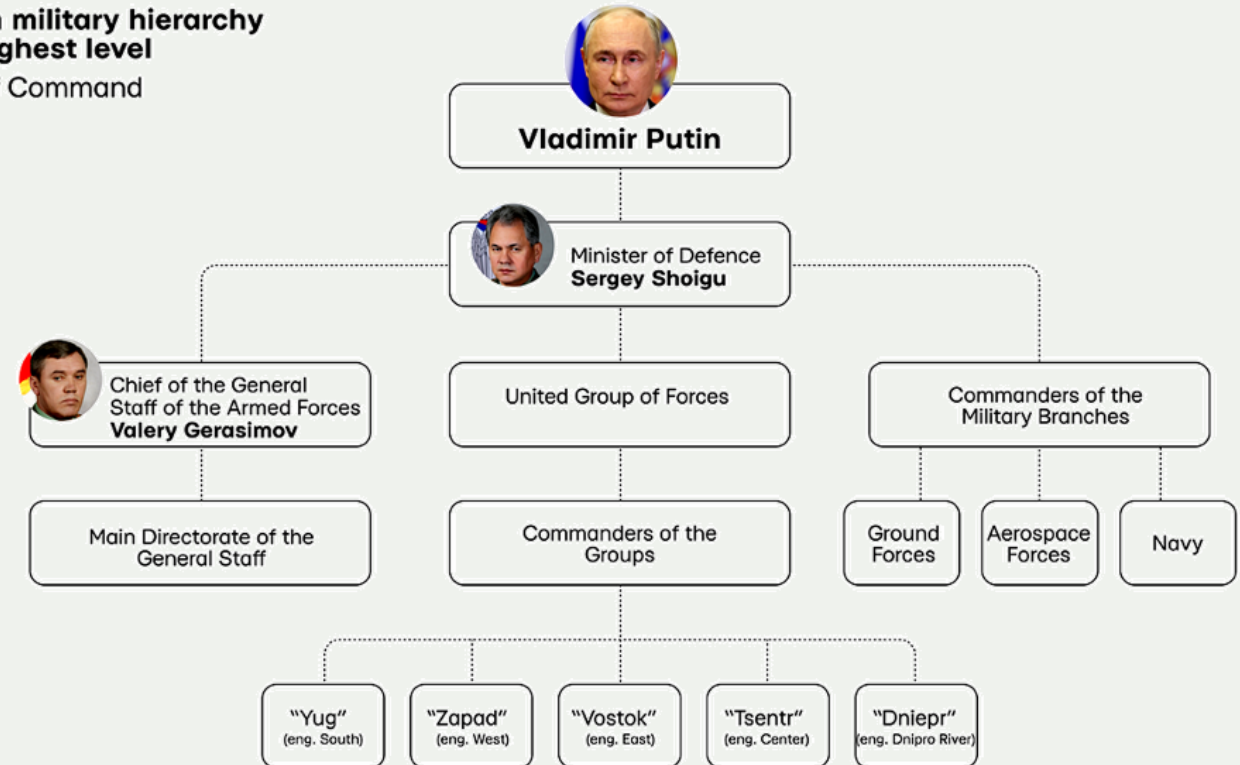 military hierarchy
ghest level
Command
Vladimir Putin
Minister of Defence
Sergey Shoigu
Chief of the General
Staff of the Armed Forces
Valery Gerasimov
United Group of Forces
Commanders of the
Military Branches
Main Directorate of the
General Staff
Commanders of the
Groups
Ground
Forces
Aerospace
Forces
Navy
“Yug”
(eng. South)
“Zapad”
(eng. West)
“Vostok”
(eng. East)
“Tsentr”
(eng. Center)
“Dniepr”
(eng. Dnipro River)